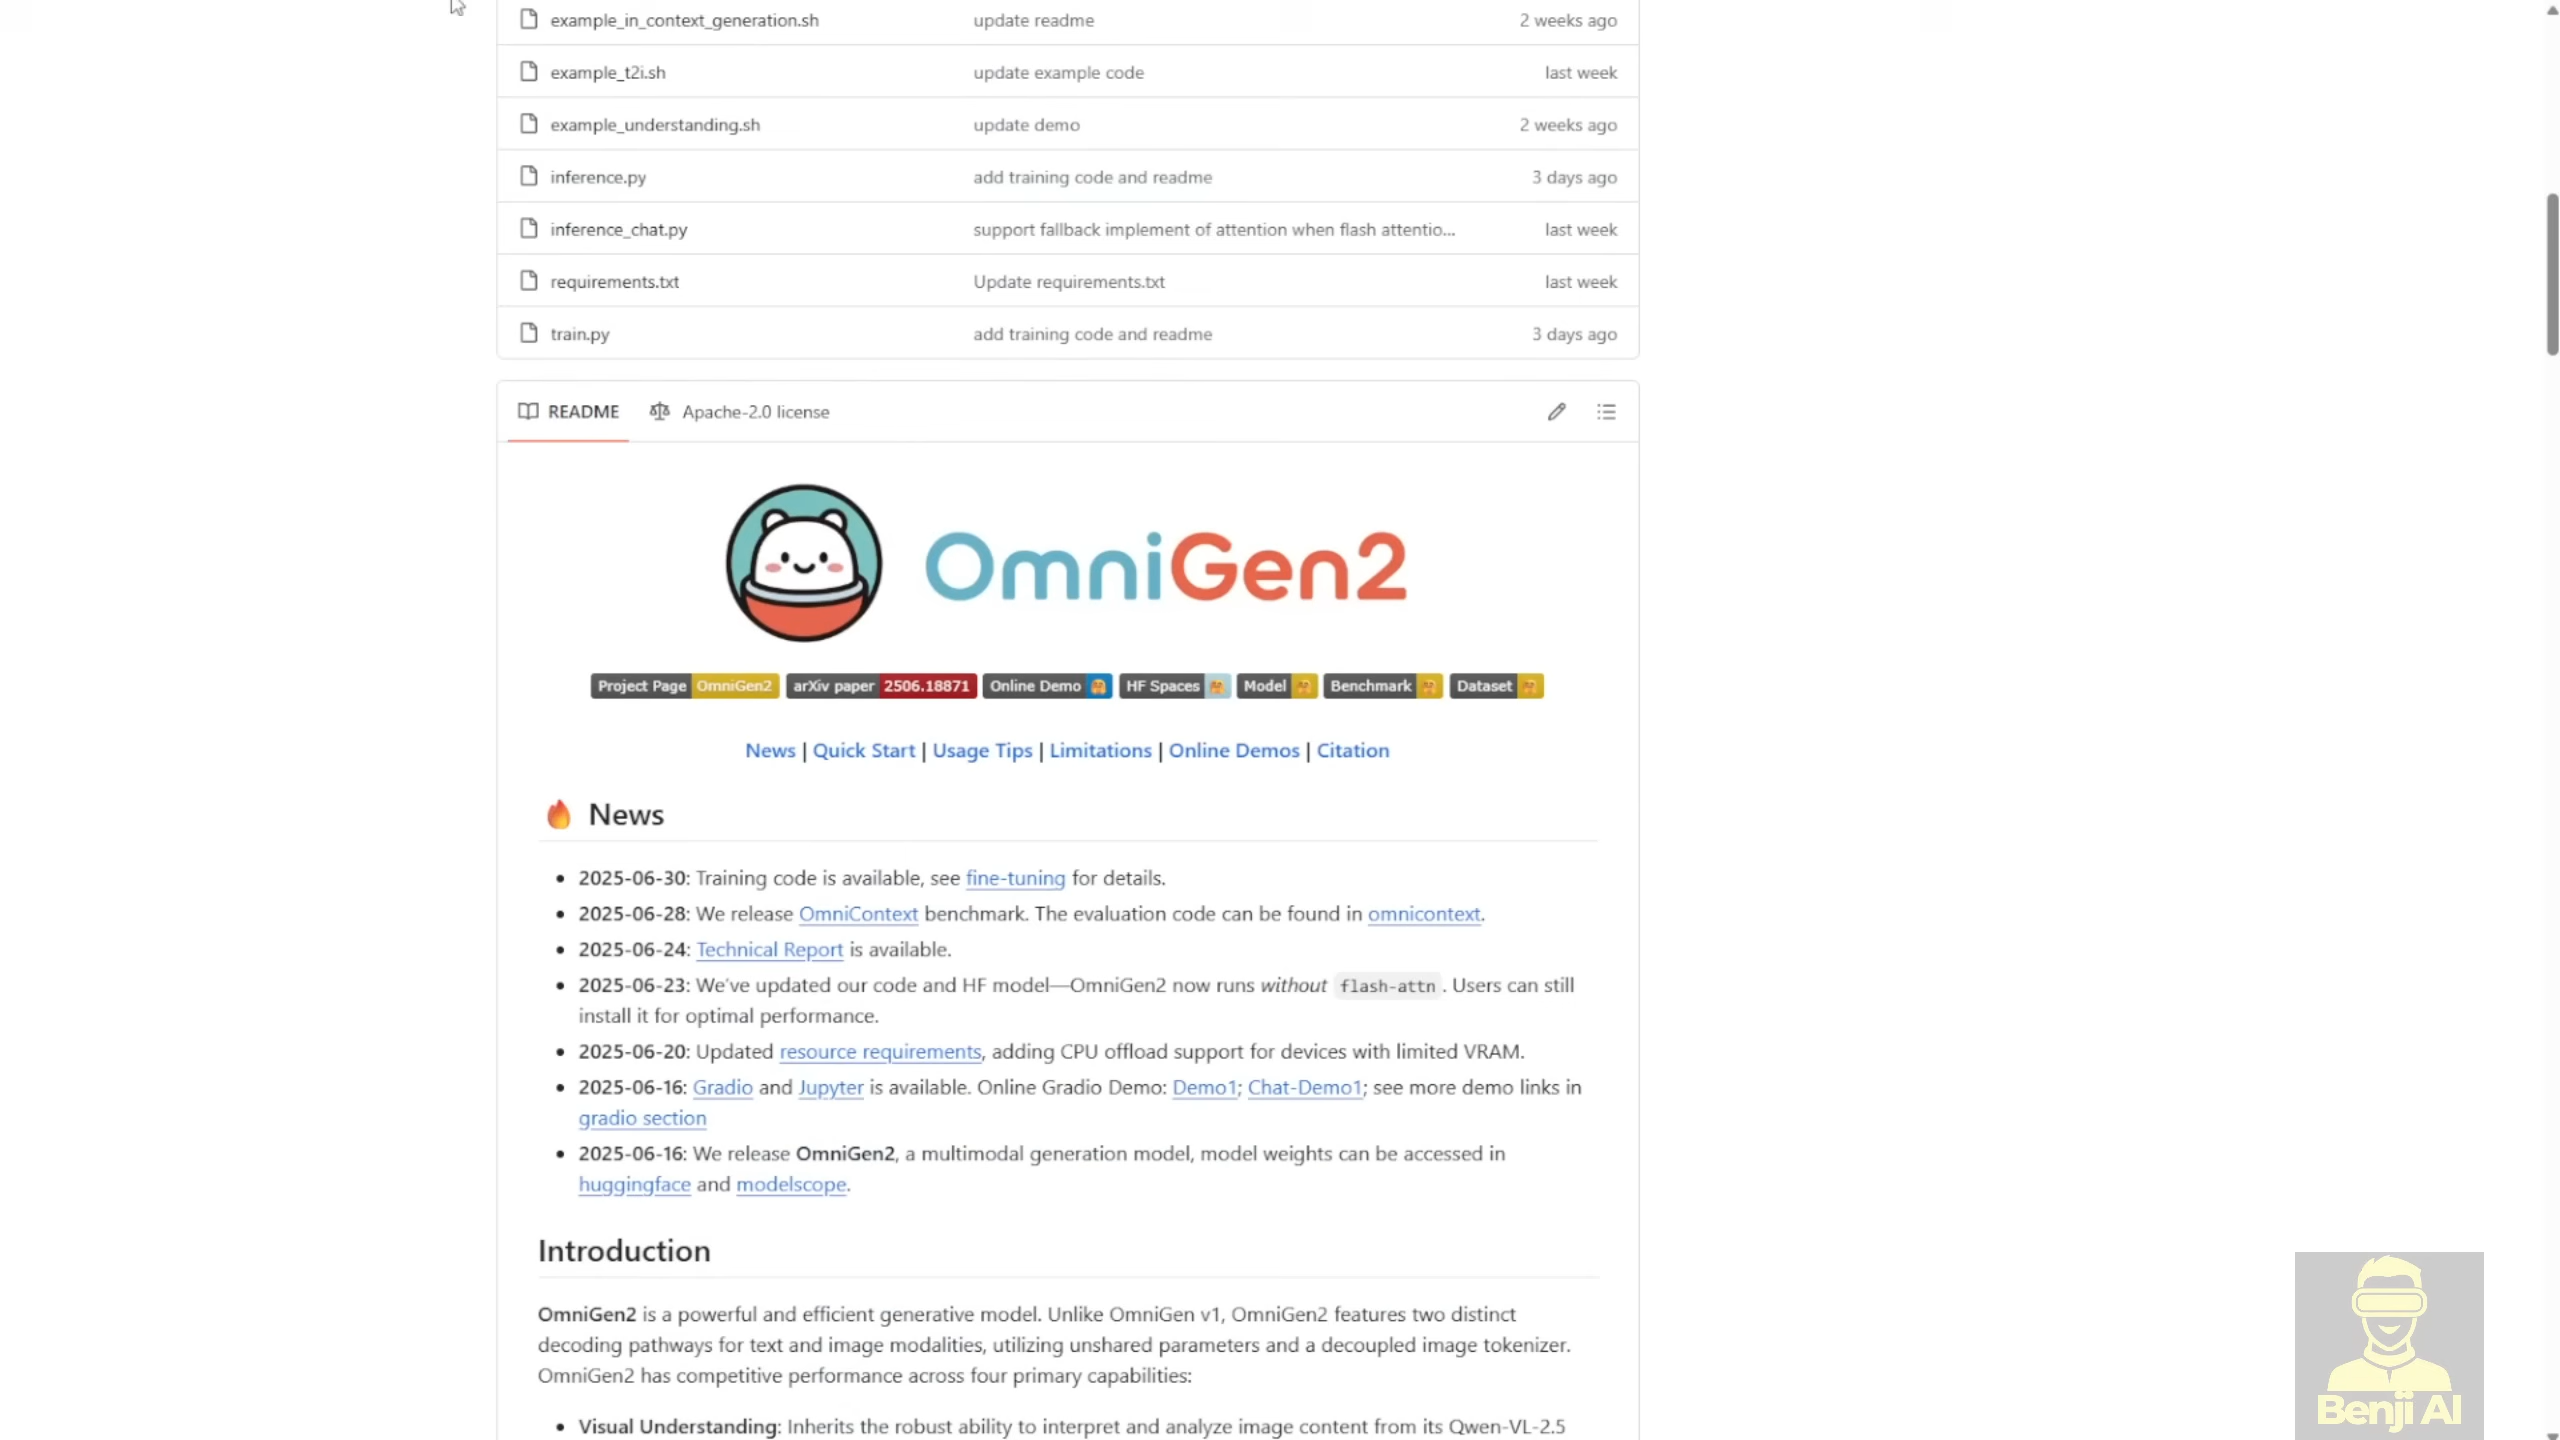 example_in_context_generation.sh update readme 2 weeks ago
example_t2i.sh update example code last week
example_understanding.sh update demo 2 weeks ago
inference.py add training code and readme 3 days ago
inference_chat.py support fallback implement of attention when flash attentio... last week
requirements.txt Update requirements.txt last week
train.py add training code and readme 3 days ago
README Apache-2.0 license
OmniGen2
Project Page OmniGen2 arXiv paper 2506.18871 Online Demo HF Spaces Model Benchmark Dataset
News | Quick Start | Usage Tips | Limitations | Online Demos | Citation
News
• 2025-06-30: Training code is available, see fine-tuning for details.
• 2025-06-28: We release OmniContext benchmark. The evaluation code can be found in omnicontext.
• 2025-06-24: Technical Report is available.
• 2025-06-23: We've updated our code and HF model—OmniGen2 now runs without flash-attn. Users can still
install it for optimal performance.
• 2025-06-20: Updated resource requirements, adding CPU offload support for devices with limited VRAM.
• 2025-06-16: Gradio and Jupyter is available. Online Gradio Demo: Demo1; Chat-Demo1; see more demo links in
gradio section
• 2025-06-16: We release OmniGen2, a multimodal generation model, model weights can be accessed in
huggingface and modelscope.
Introduction
OmniGen2 is a powerful and efficient generative model. Unlike OmniGen v1, OmniGen2 features two distinct
decoding pathways for text and image modalities, utilizing unshared parameters and a decoupled image tokenizer.
OmniGen2 has competitive performance across four primary capabilities:
• Visual Understanding: Inherits the robust ability to interpret and analyze image content from its Qwen-VL-2.5
Benji AI